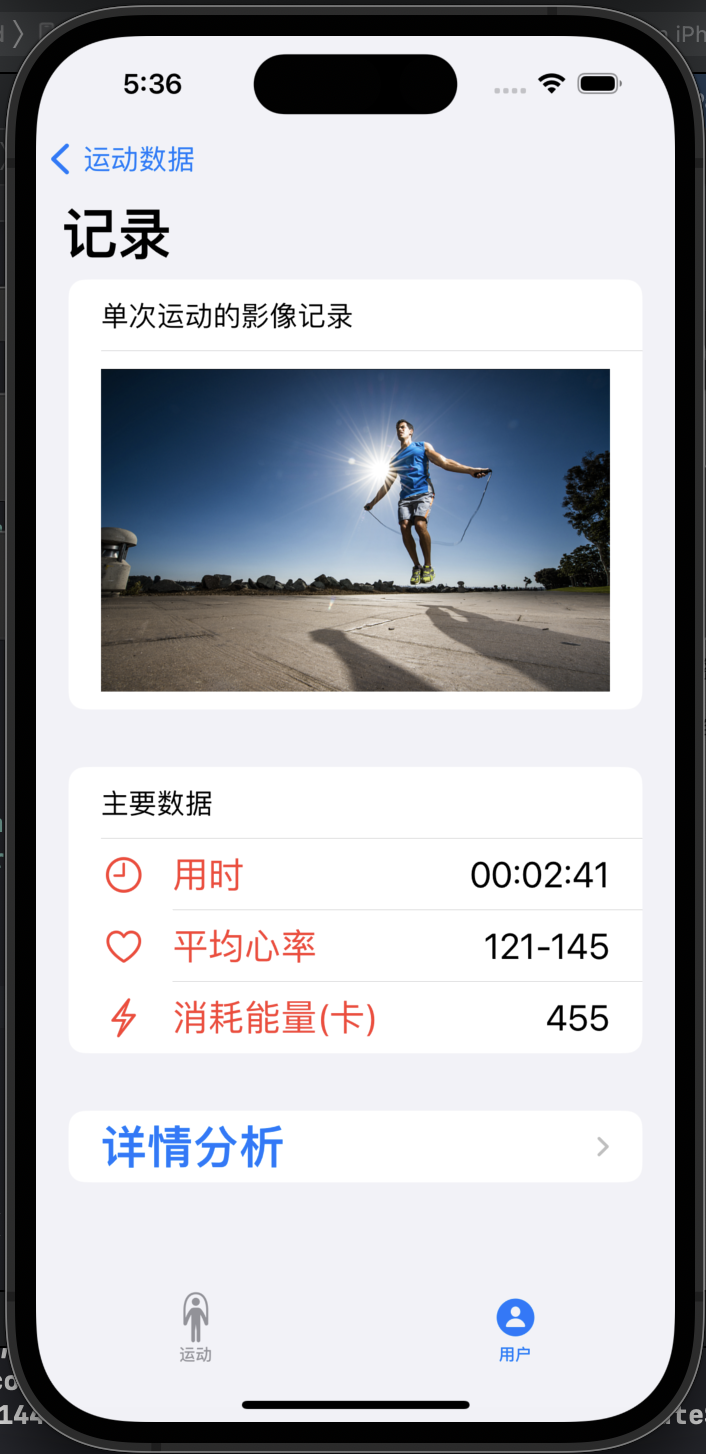 5:36
运动数据
记录
单次运动的影像记录
主要数据
用时 00:02:41
平均心率 121-145
消耗能量(卡) 455
详情分析
运动 用户